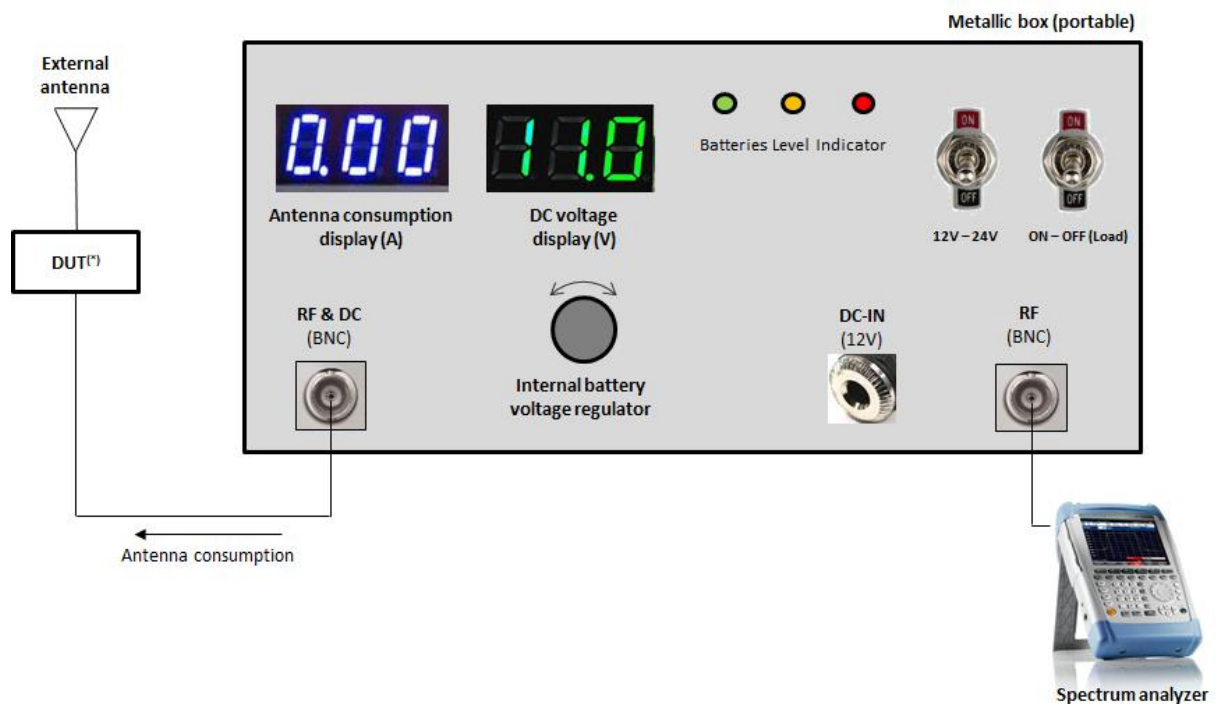 Metallic box (portable)
External
antenna
0.00
11.0
Batteries Level Indicator
ON
ON
OFF
OFF
Antenna consumption
display (A)
DC voltage
display (V)
12V – 24V
ON – OFF (Load)
DUT(*)
RF & DC
(BNC)
DC-IN
(12V)
RF
(BNC)
Internal battery
voltage regulator
Antenna consumption
Spectrum analyzer